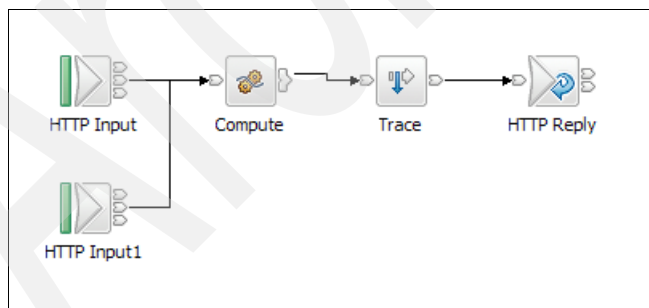 HTTP Input
Compute
Trace
HTTP Reply
HTTP Input1